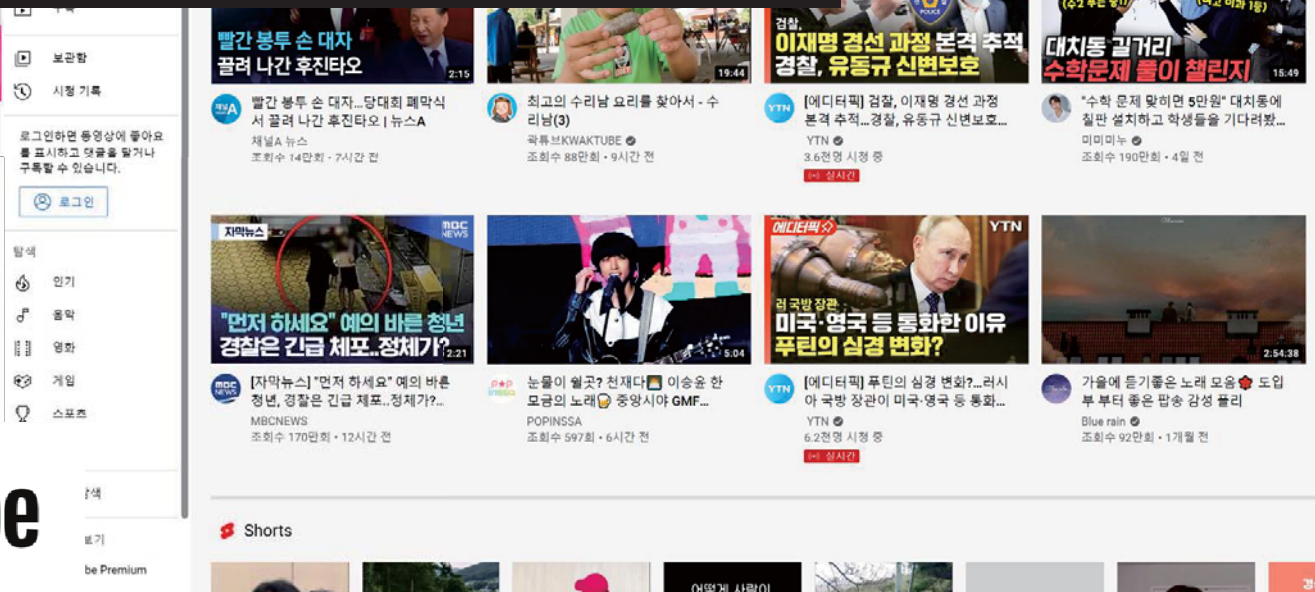 보관함
시청 기록
로그인하면 동영상에 좋아요
를 표시하고 댓글을 달거나
구독할 수 있습니다.
로그인
탐색
인기
음악
영화
게임
스포츠
be Premium
빨간 봉투 손 대자
끌려 나간 후진타오
2:15
채널A
빨간 봉투 손 대자...당대회 폐막식
서 끌려 나간 후진타오 | 뉴스A
채널A 뉴스
조회수 14만회 • 7시간 전
19:44
최고의 수리남 요리를 찾아서 - 수
리남(3)
곽튜브KWAKTUBE
조회수 88만회 • 9시간 전
POLICE
검찰,
이재명 경선 과정 본격 추적
경찰, 유동규 신변보호
YTN
[에디터픽] 검찰, 이재명 경선 과정
본격 추적...경찰, 유동규 신변보호...
YTN
3.6천명 시청 중
실시간
대치동 길거리
수학문제 풀이 챌린지
15:49
"수학 문제 맞히면 5만원" 대치동에
칠판 설치하고 학생들을 기다려봤...
미미미누
조회수 190만회 • 4일 전
자막뉴스
MBC NEWS
"먼저 하세요" 예의 바른 청년
경찰은 긴급 체포..정체가?
2:21
MBC NEWS
[자막뉴스] "먼저 하세요" 예의 바른
청년, 경찰은 긴급 체포..정체가?...
MBCNEWS
조회수 170만회 • 12시간 전
5:04
눈물이 왈곳? 천재다🌅 이승윤 한
모금의 노래🍺 중앙시야 GMF...
POPINSSA
조회수 597회 • 6시간 전
에디터픽
YTN
러 국방 장관
미국·영국 등 통화한 이유
푸틴의 심경 변화?
YTN
[에디터픽] 푸틴의 심경 변화?...러시
아 국방 장관이 미국·영국 등 통화...
YTN
6.2천명 시청 중
실시간
2:54:38
가을에 듣기좋은 노래 모음🍁 도입
부 부터 좋은 팝송 감성 플리
Blue rain
조회수 92만회 • 1개월 전
Shorts
어떻게 사람이